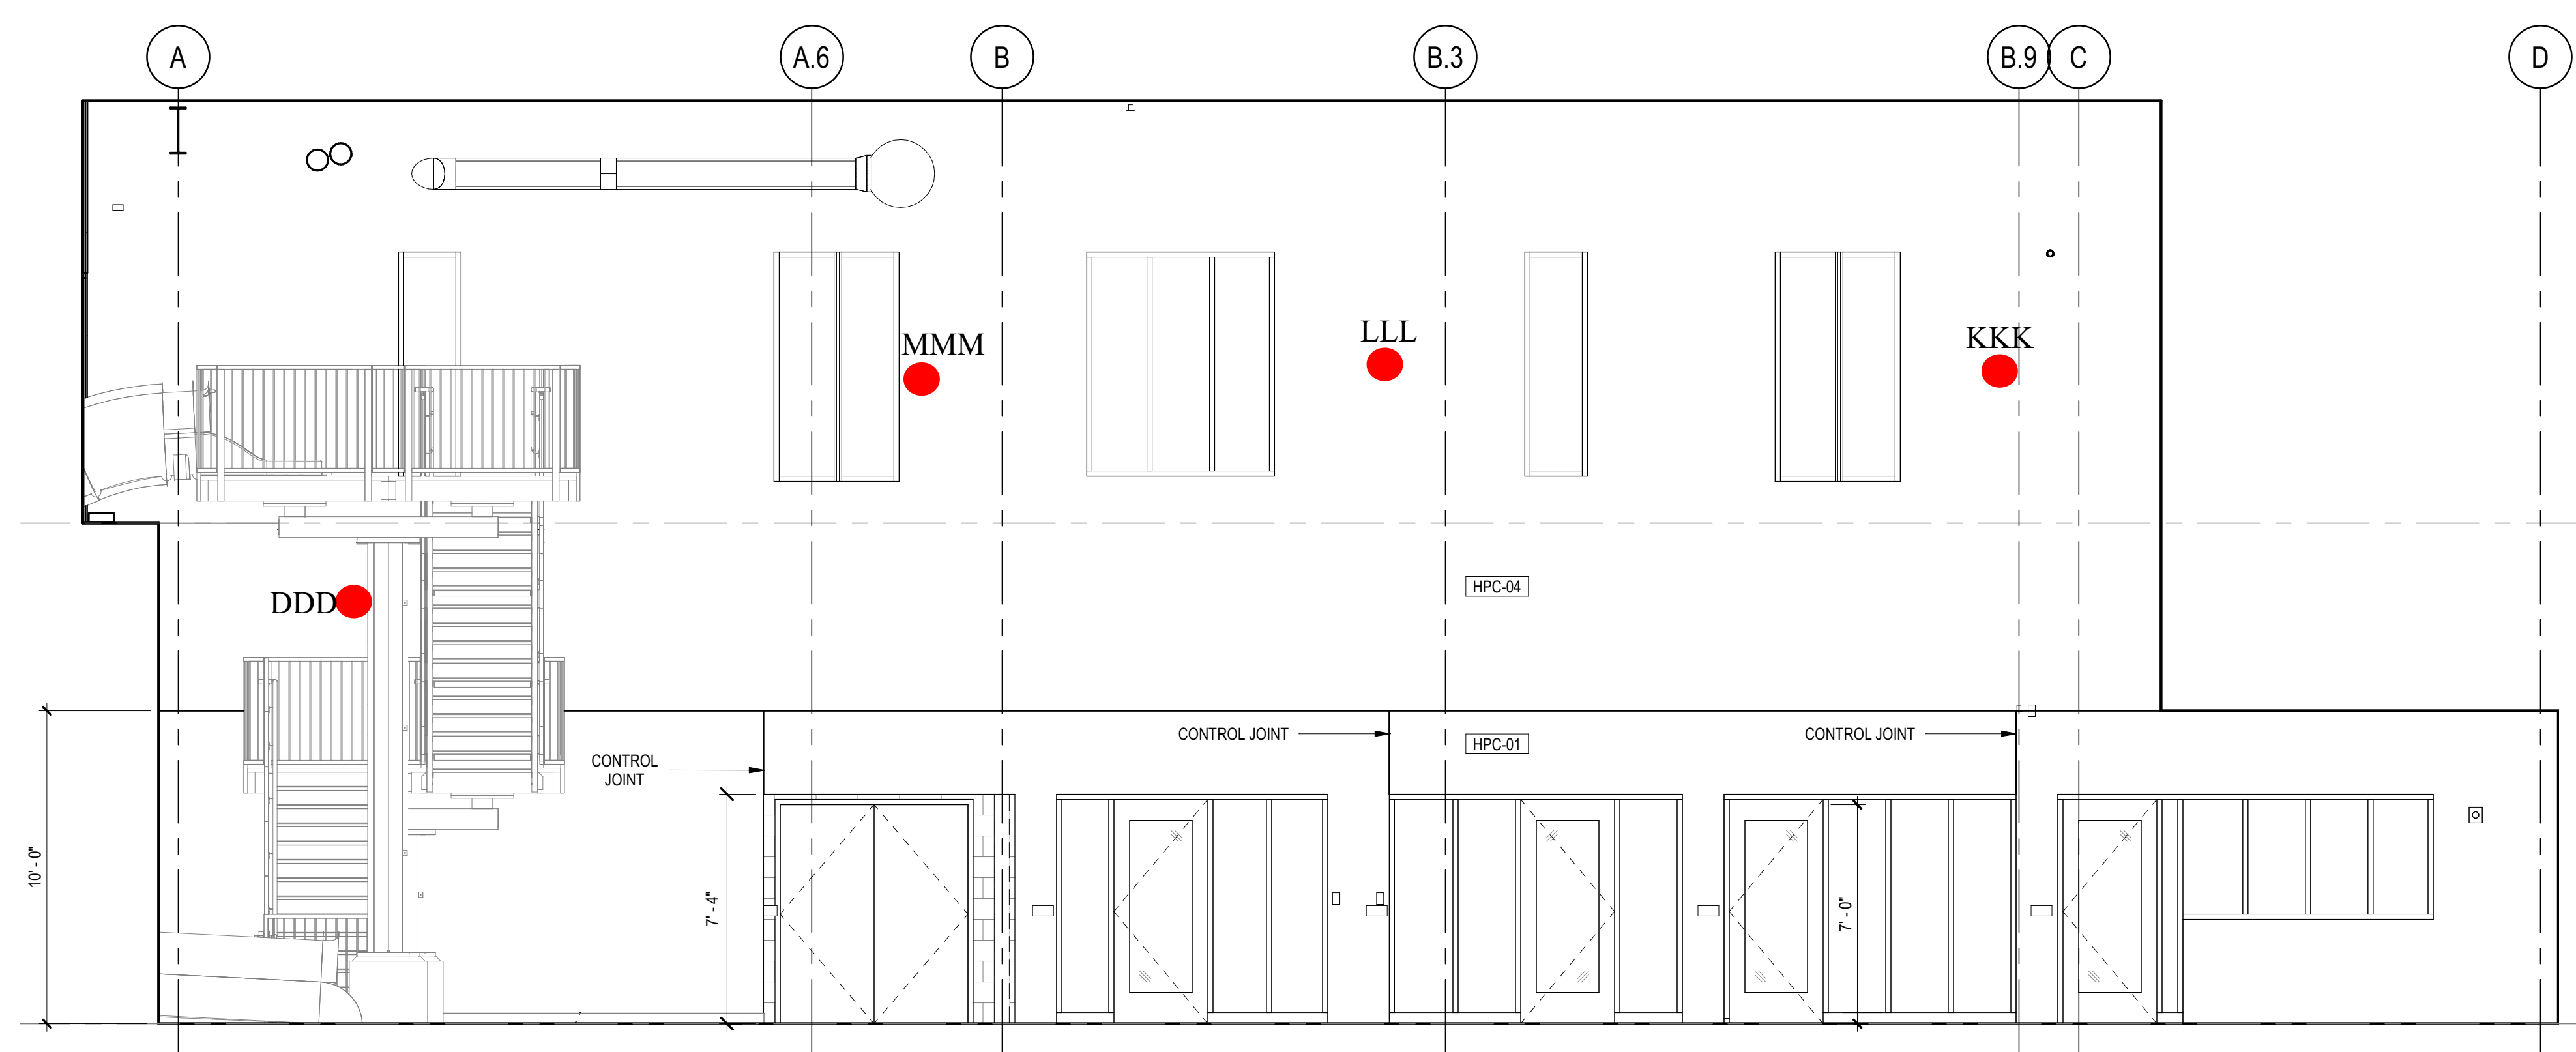 A
A.6
B
B.3
B.9
C
D
MMM
LLL
KKK
DDD
HPC-04
CONTROL JOINT
HPC-01
CONTROL JOINT
CONTROL
JOINT
10' - 0"
7' - 4"
7' - 0"